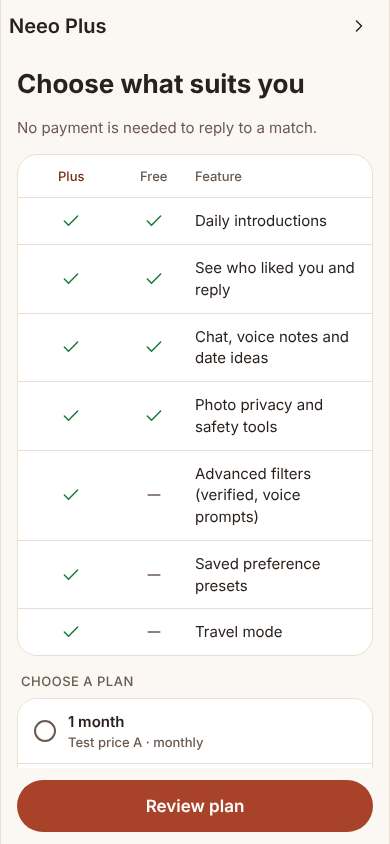 Neeo Plus
Choose what suits you
No payment is needed to reply to a match.
Plus Free Feature
Daily introductions
See who liked you and
reply
Chat, voice notes and
date ideas
Photo privacy and
safety tools
Advanced filters
(verified, voice
prompts)
Saved preference
presets
Travel mode
CHOOSE A PLAN
1 month
Test price A · monthly
Review plan